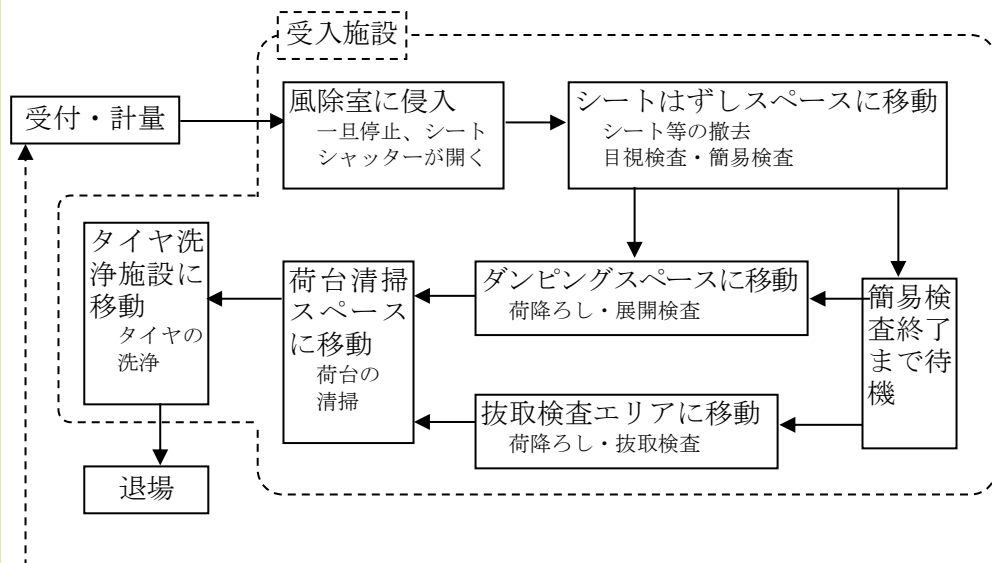 受入施設
受付・計量
風除室に侵入
一旦停止、シート
シャッターが開く
シートはずしスペースに移動
シート等の撤去
目視検査・簡易検査
タイヤ洗
浄施設に
移動
タイヤの
洗浄
荷台清掃
スペース
に移動
荷台の
清掃
ダンピングスペースに移動
荷降ろし・展開検査
簡易検
査終了
まで待
機
抜取検査エリアに移動
荷降ろし・抜取検査
退場